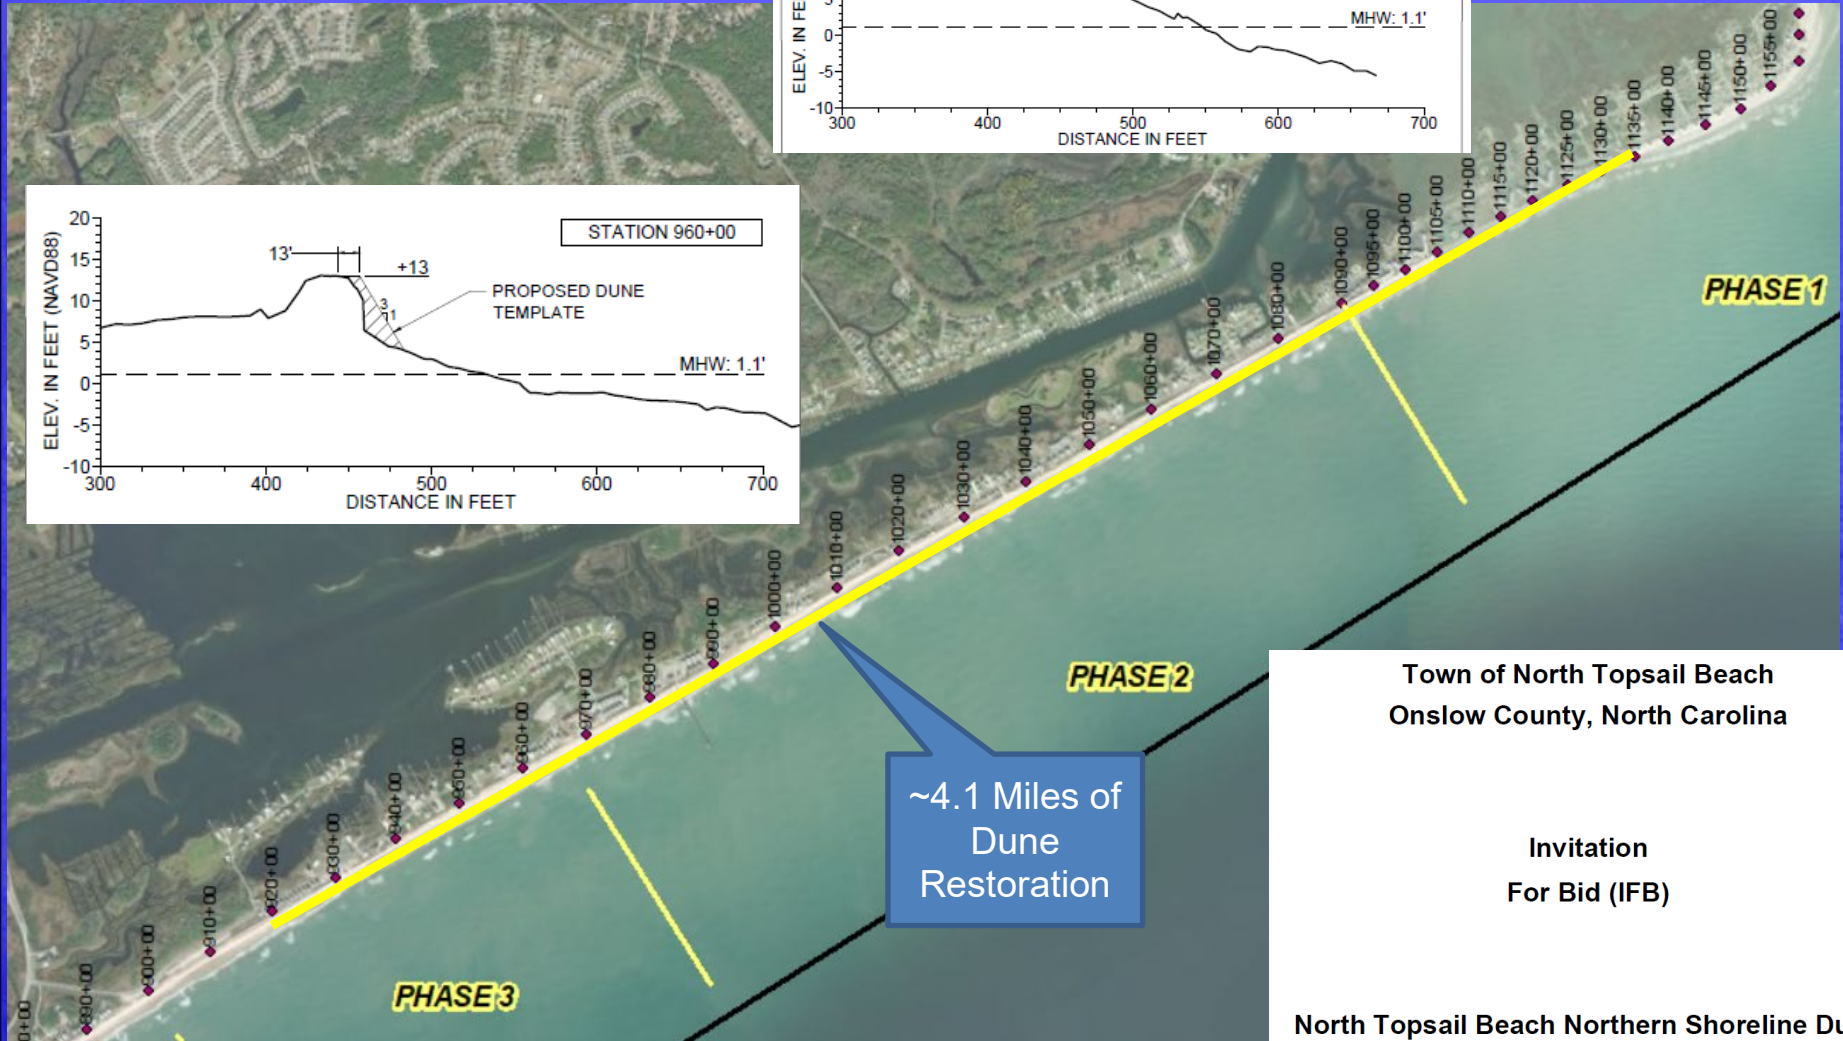 5
0
-5
-10
ELEV. IN FE
MHW: 1.1'
300 400 500 600 700
DISTANCE IN FEET
20
15
10
5
0
-5
-10
ELEV. IN FEET (NAVD88)
STATION 960+00
13'
+13
3
1
PROPOSED DUNE
TEMPLATE
MHW: 1.1'
300 400 500 600 700
DISTANCE IN FEET
0+00
890+00
900+00
910+00
920+00
930+00
940+00
950+00
960+00
970+00
980+00
990+00
1000+00
1010+00
1020+00
1030+00
1040+00
1050+00
1060+00
1070+00
1080+00
1090+00
1095+00
1100+00
1105+00
1110+00
1115+00
1120+00
1125+00
1130+00
1135+00
1140+00
1145+00
1150+00
1155+00
PHASE 1
PHASE 2
PHASE 3
~4.1 Miles of
Dune
Restoration
Town of North Topsail Beach
Onslow County, North Carolina
Invitation
For Bid (IFB)
North Topsail Beach Northern Shoreline Du